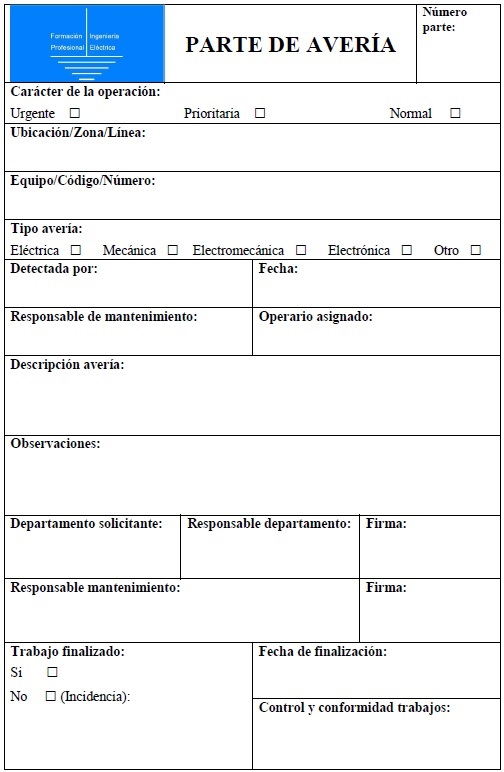 Formación Ingeniería
Profesional Eléctrica
PARTE DE AVERÍA
Número
parte:
Carácter de la operación:
Urgente ☐ Prioritaria ☐ Normal ☐
Ubicación/Zona/Línea:
Equipo/Código/Número:
Tipo avería:
Eléctrica ☐ Mecánica ☐ Electromecánica ☐ Electrónica ☐ Otro ☐
Detectada por: Fecha:
Responsable de mantenimiento: Operario asignado:
Descripción avería:
Observaciones:
Departamento solicitante: Responsable departamento: Firma:
Responsable mantenimiento: Firma:
Trabajo finalizado: Fecha de finalización:
Si ☐
No ☐ (Incidencia):
Control y conformidad trabajos: